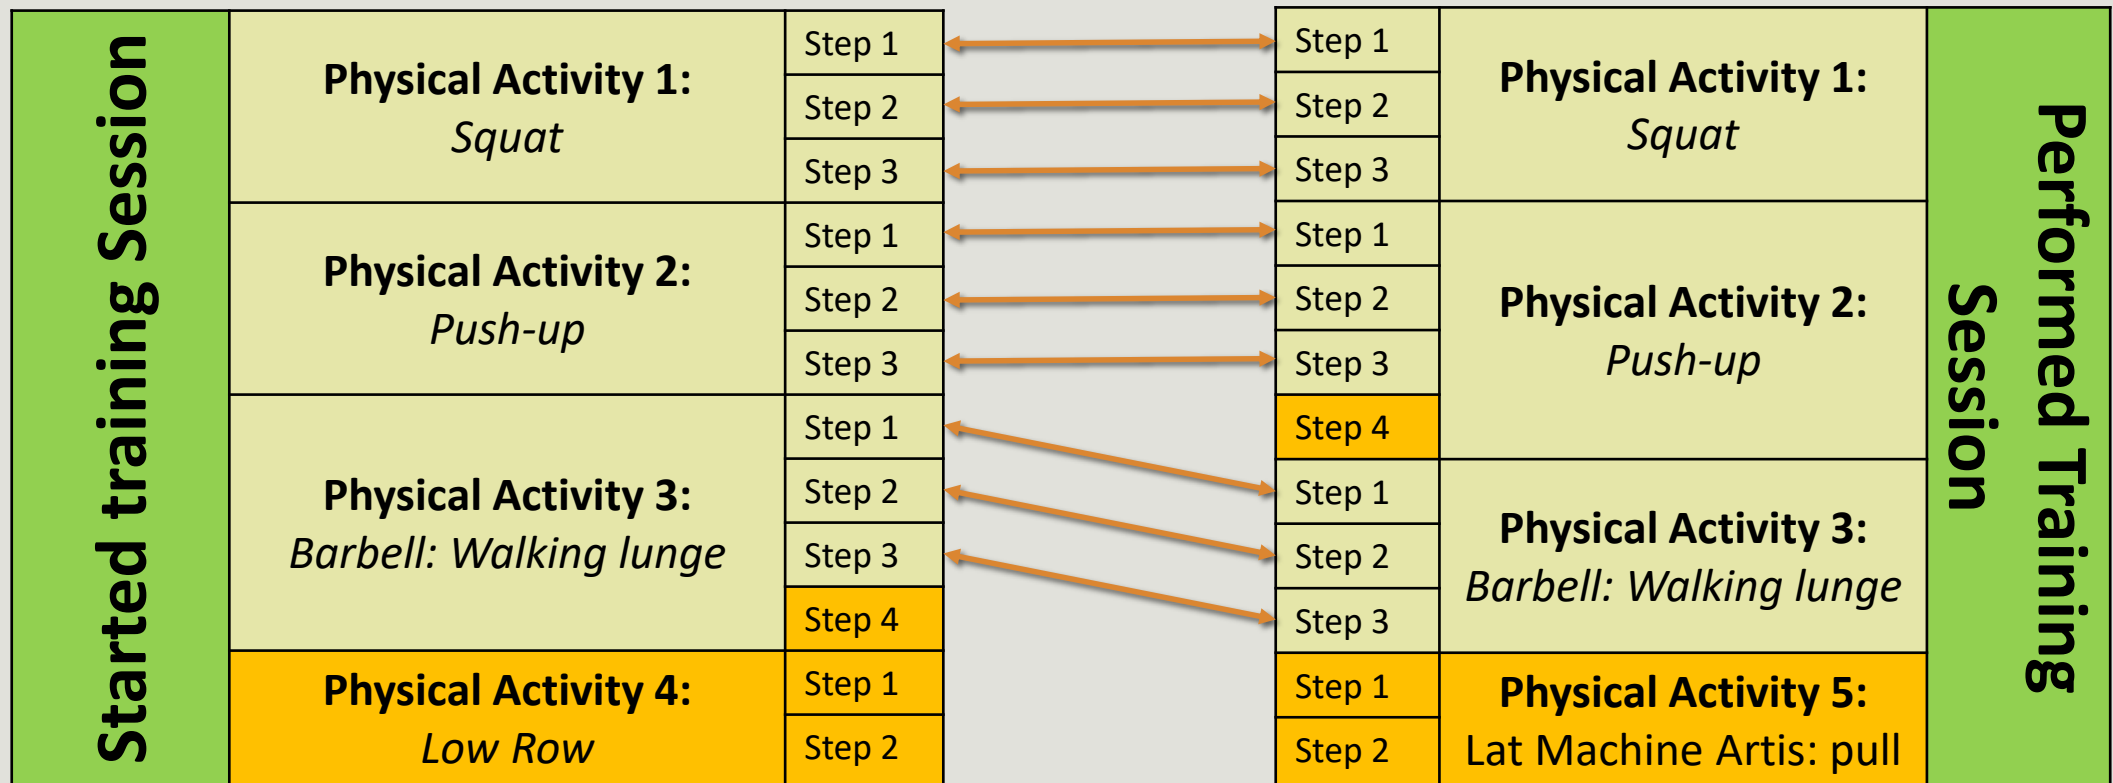 Started training Session
Physical Activity 1:
Squat
Step 1
Step 2
Step 3
Physical Activity 2:
Push-up
Step 1
Step 2
Step 3
Physical Activity 3:
Barbell: Walking lunge
Step 1
Step 2
Step 3
Step 4
Physical Activity 4:
Low Row
Step 1
Step 2
Step 1
Step 2
Step 3
Physical Activity 1:
Squat
Step 1
Step 2
Step 3
Step 4
Physical Activity 2:
Push-up
Step 1
Step 2
Step 3
Physical Activity 3:
Barbell: Walking lunge
Step 1
Step 2
Physical Activity 5:
Lat Machine Artis: pull
Performed Training
Session